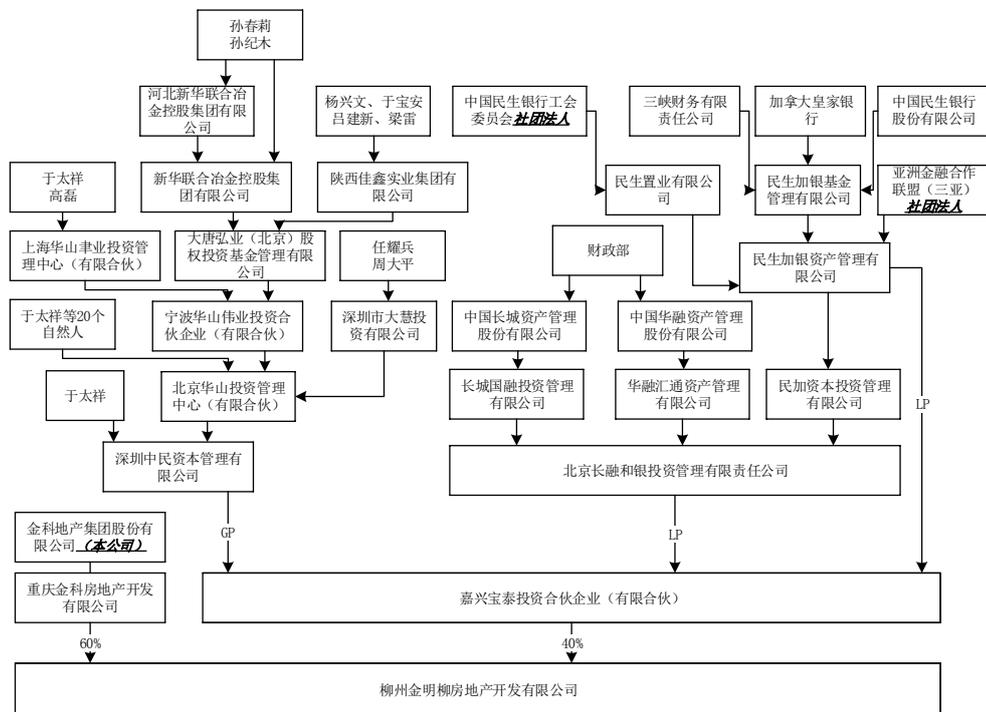 孙春莉
孙纪木
河北新华联合冶
金控股集团有限
公司
杨兴文、于宝安
吕建新、梁雷
中国民生银行工会
委员会社团法人
三峡财务有限
责任公司
加拿大皇家银
行
中国民生银行
股份有限公司
于太祥
高磊
新华联合冶金控股集
团有限公司
陕西佳鑫实业集团有
限公司
民生置业有限公
司
民生加银基金
管理有限公司
亚洲金融合作
联盟（三亚）
社团法人
上海华山聿业投资管
理中心（有限合伙）
大唐弘业（北京）股
权投资基金管理有限
公司
任耀兵
周大平
财政部
民生加银资产管理有
限公司
于太祥等20个
自然人
宁波华山伟业投资合
伙企业（有限合伙）
深圳市大慧投
资有限公司
中国长城资产管理
股份有限公司
中国华融资产管理
股份有限公司
于太祥
北京华山投资管理
中心（有限合伙）
长城国融投资管理
有限公司
华融汇通资产管理
有限公司
民加资本投资管理
有限公司
LP
深圳中民资本管理有
限公司
北京长融和银投资管理有限责任公司
金科地产集团股份有
限公司（本公司）
GP
LP
重庆金科房地产开发
有限公司
嘉兴宝泰投资合伙企业（有限合伙）
60%
40%
柳州金明柳房地产开发有限公司